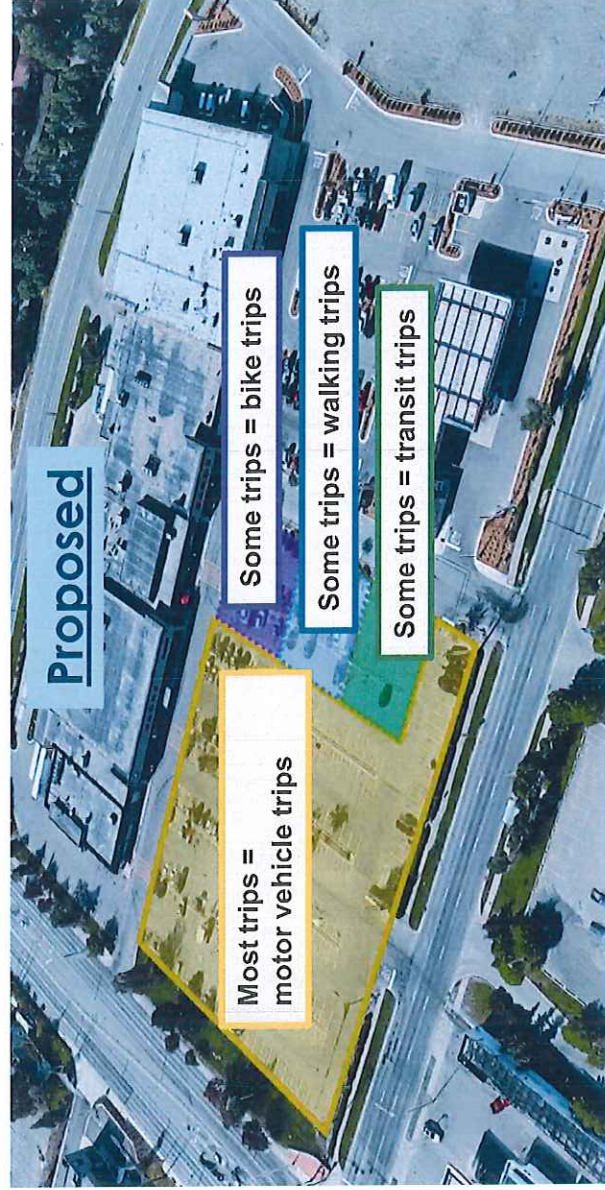 Proposed
Some trips = bike trips
Some trips = walking trips
Some trips = transit trips
Most trips =
motor vehicle trips